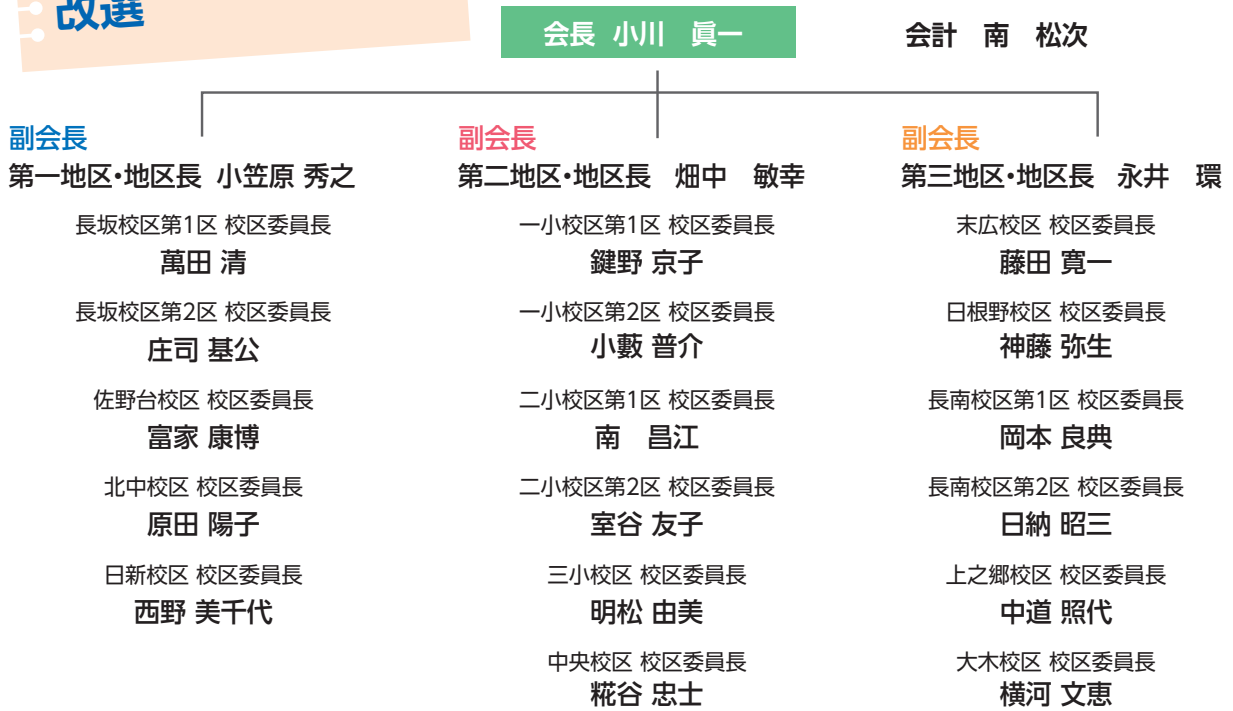 改選
会長 小川　眞一
会計　南　松次
副会長
第一地区・地区長 小笠原 秀之
長坂校区第1区 校区委員長
萬田 清
長坂校区第2区 校区委員長
庄司 基公
佐野台校区 校区委員長
富家 康博
北中校区 校区委員長
原田 陽子
日新校区 校区委員長
西野 美千代
副会長
第二地区・地区長　畑中　敏幸
一小校区第1区 校区委員長
鍵野 京子
一小校区第2区 校区委員長
小藪 普介
二小校区第1区 校区委員長
南　昌江
二小校区第2区 校区委員長
室谷 友子
三小校区 校区委員長
明松 由美
中央校区 校区委員長
糀谷 忠士
副会長
第三地区・地区長　永井　環
末広校区 校区委員長
藤田 寛一
日根野校区 校区委員長
神藤 弥生
長南校区第1区 校区委員長
岡本 良典
長南校区第2区 校区委員長
日納 昭三
上之郷校区 校区委員長
中道 照代
大木校区 校区委員長
横河 文恵